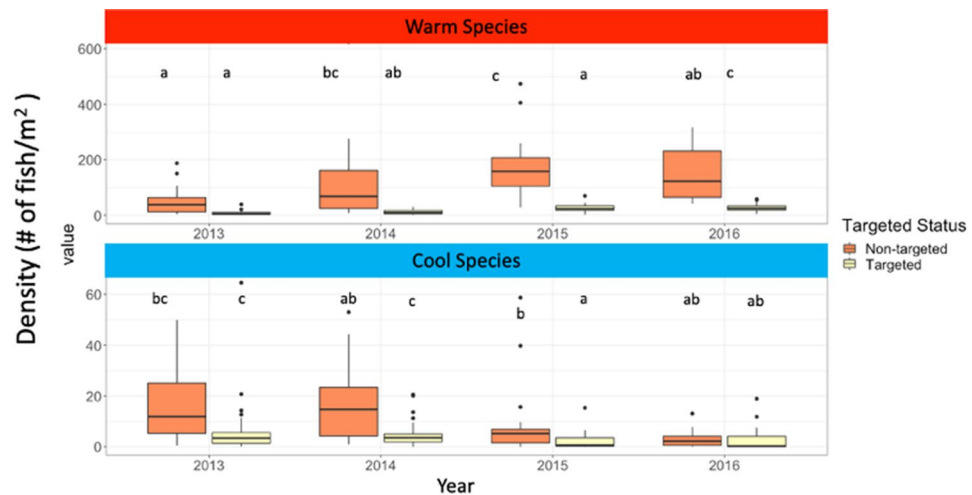 Warm Species
600
a a bc ab c a ab c
400
200
0
2013 2014 2015 2016
Density (# of fish/m²)
value
Cool Species
60
bc c ab c b a ab ab
40
20
0
2013 2014 2015 2016
Year
Targeted Status
Non-targeted
Targeted